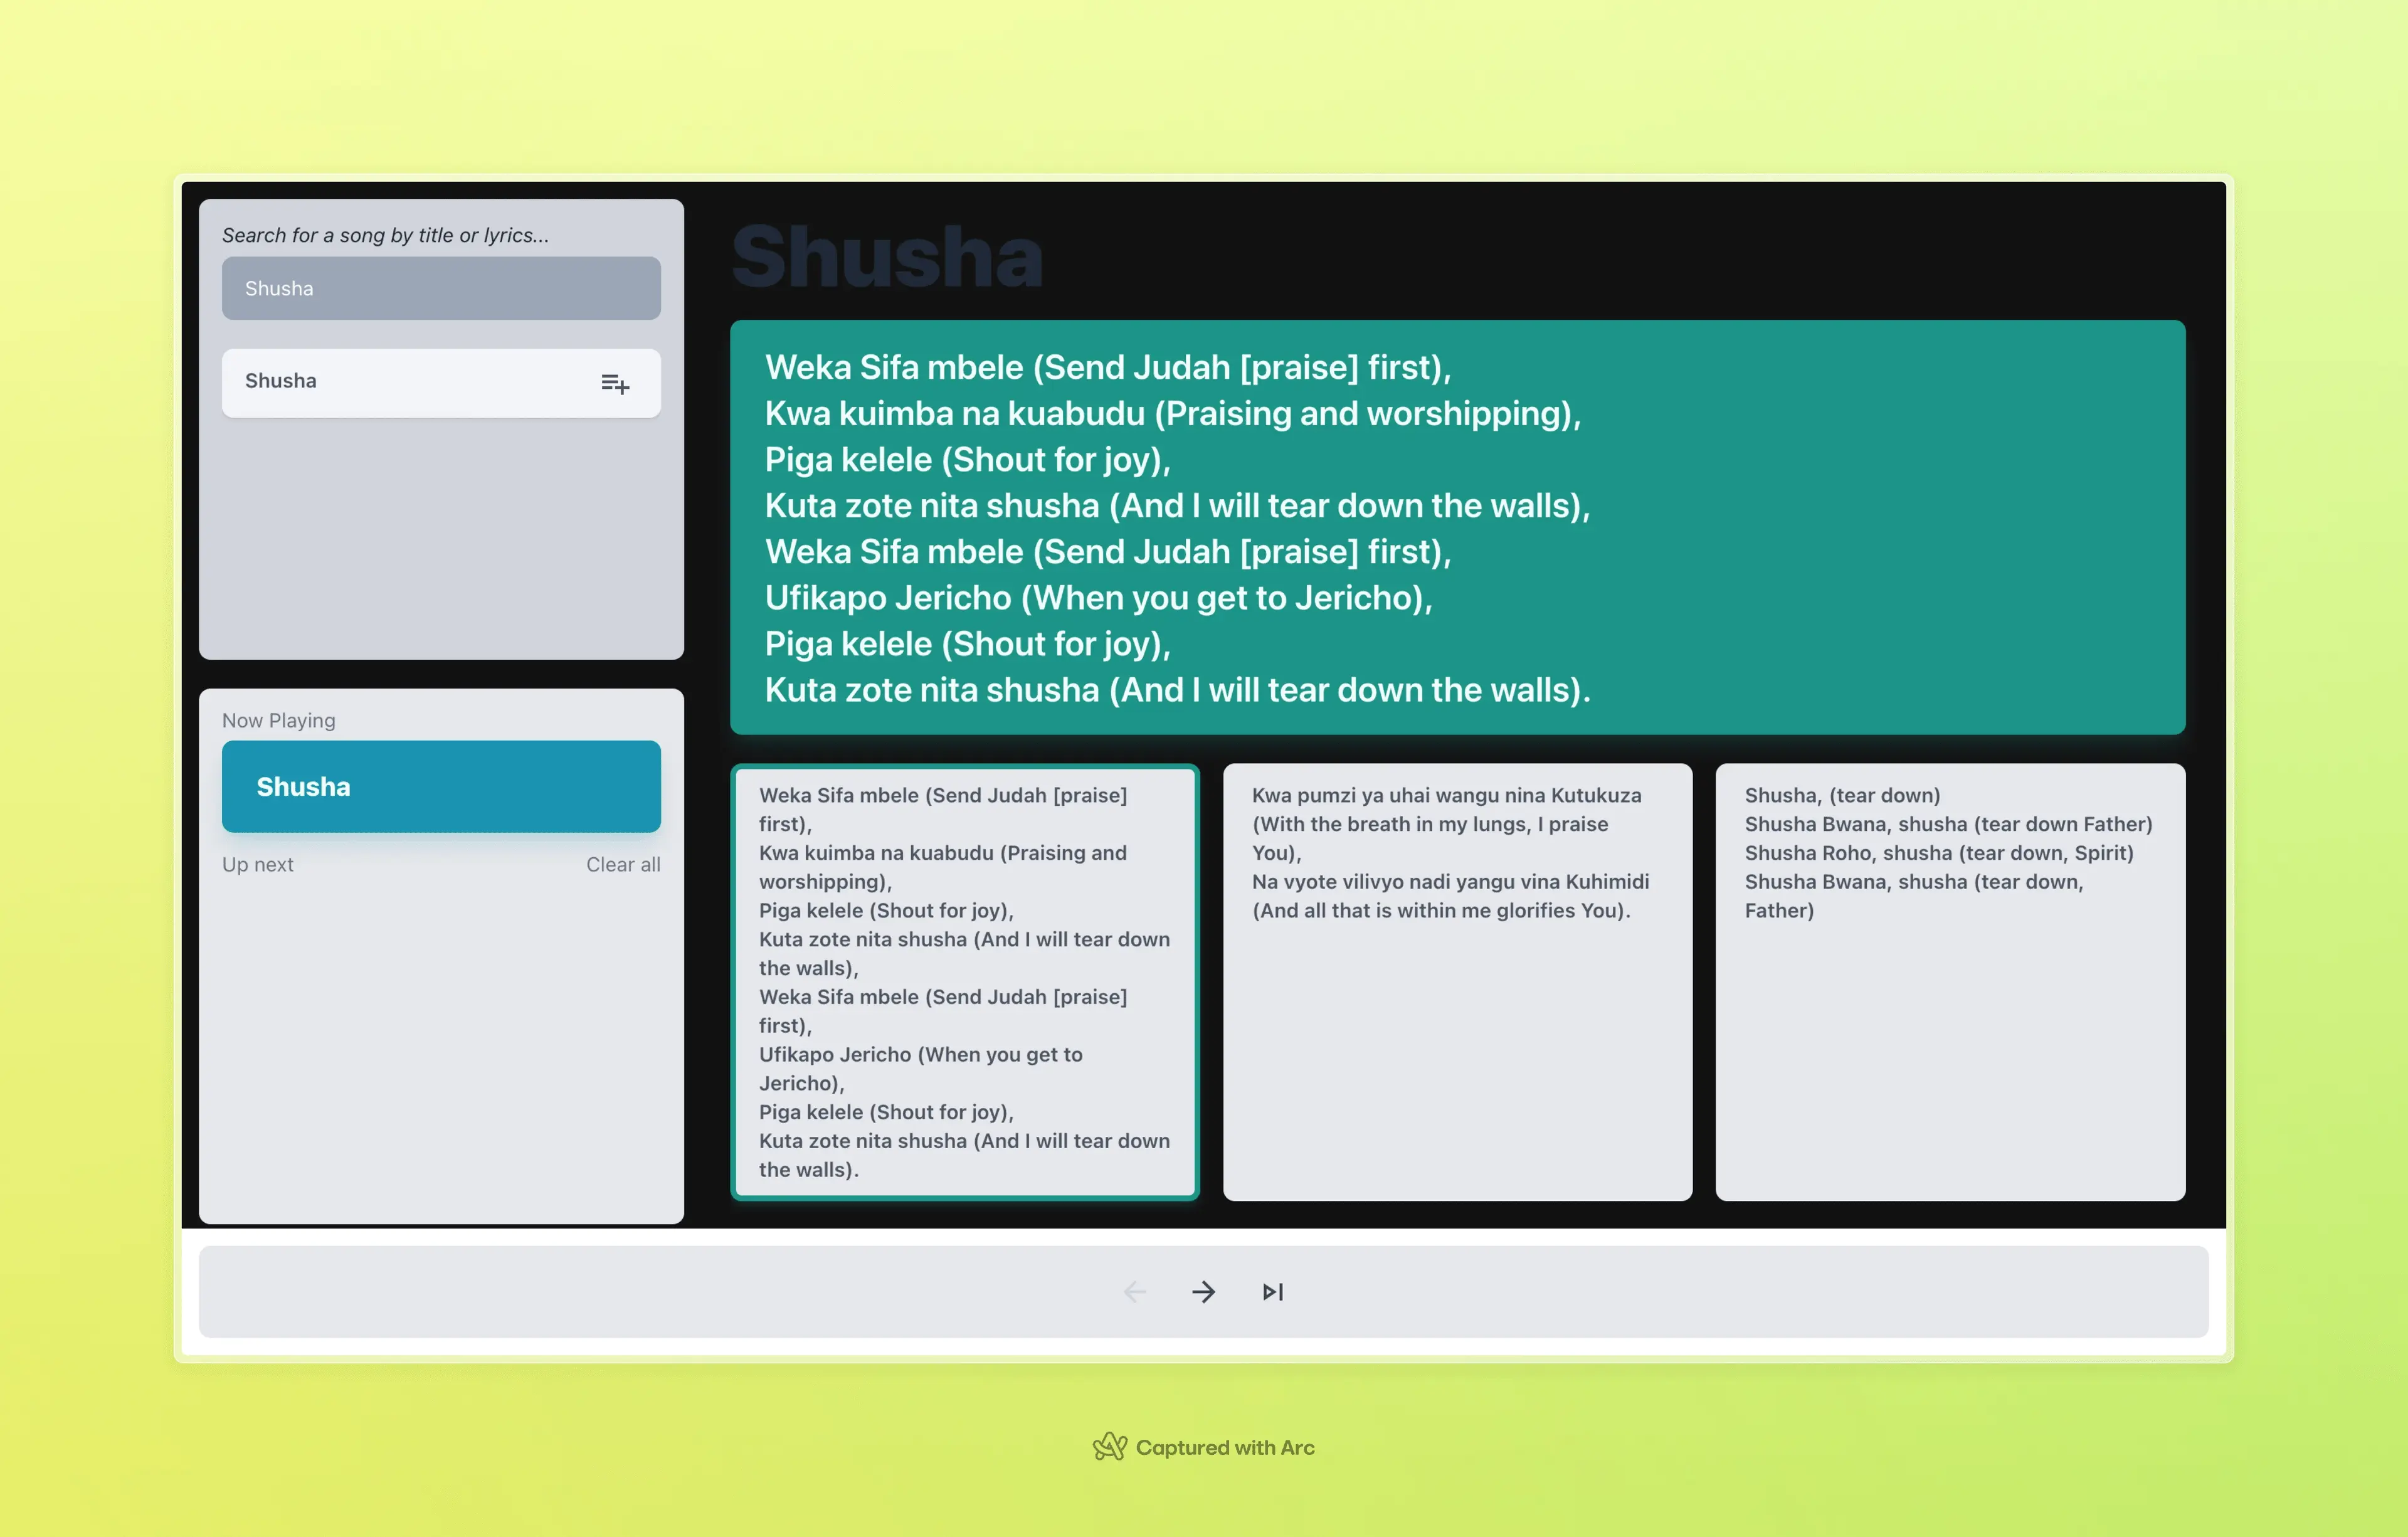 Search for a song by title or lyrics...
Shusha
Shusha
Now Playing
Shusha
Up next
Clear all
Shusha
Weka Sifa mbele (Send Judah [praise] first),
Kwa kuimba na kuabudu (Praising and worshipping),
Piga kelele (Shout for joy),
Kuta zote nita shusha (And I will tear down the walls),
Weka Sifa mbele (Send Judah [praise] first),
Ufikapo Jericho (When you get to Jericho),
Piga kelele (Shout for joy),
Kuta zote nita shusha (And I will tear down the walls).
Weka Sifa mbele (Send Judah [praise]
first),
Kwa kuimba na kuabudu (Praising and
worshipping),
Piga kelele (Shout for joy),
Kuta zote nita shusha (And I will tear down
the walls),
Weka Sifa mbele (Send Judah [praise]
first),
Ufikapo Jericho (When you get to
Jericho),
Piga kelele (Shout for joy),
Kuta zote nita shusha (And I will tear down
the walls).
Kwa pumzi ya uhai wangu nina Kutukuza
(With the breath in my lungs, I praise
You),
Na vyote vilivyo nadi yangu vina Kuhimidi
(And all that is within me glorifies You).
Shusha, (tear down)
Shusha Bwana, shusha (tear down Father)
Shusha Roho, shusha (tear down, Spirit)
Shusha Bwana, shusha (tear down,
Father)
Captured with Arc